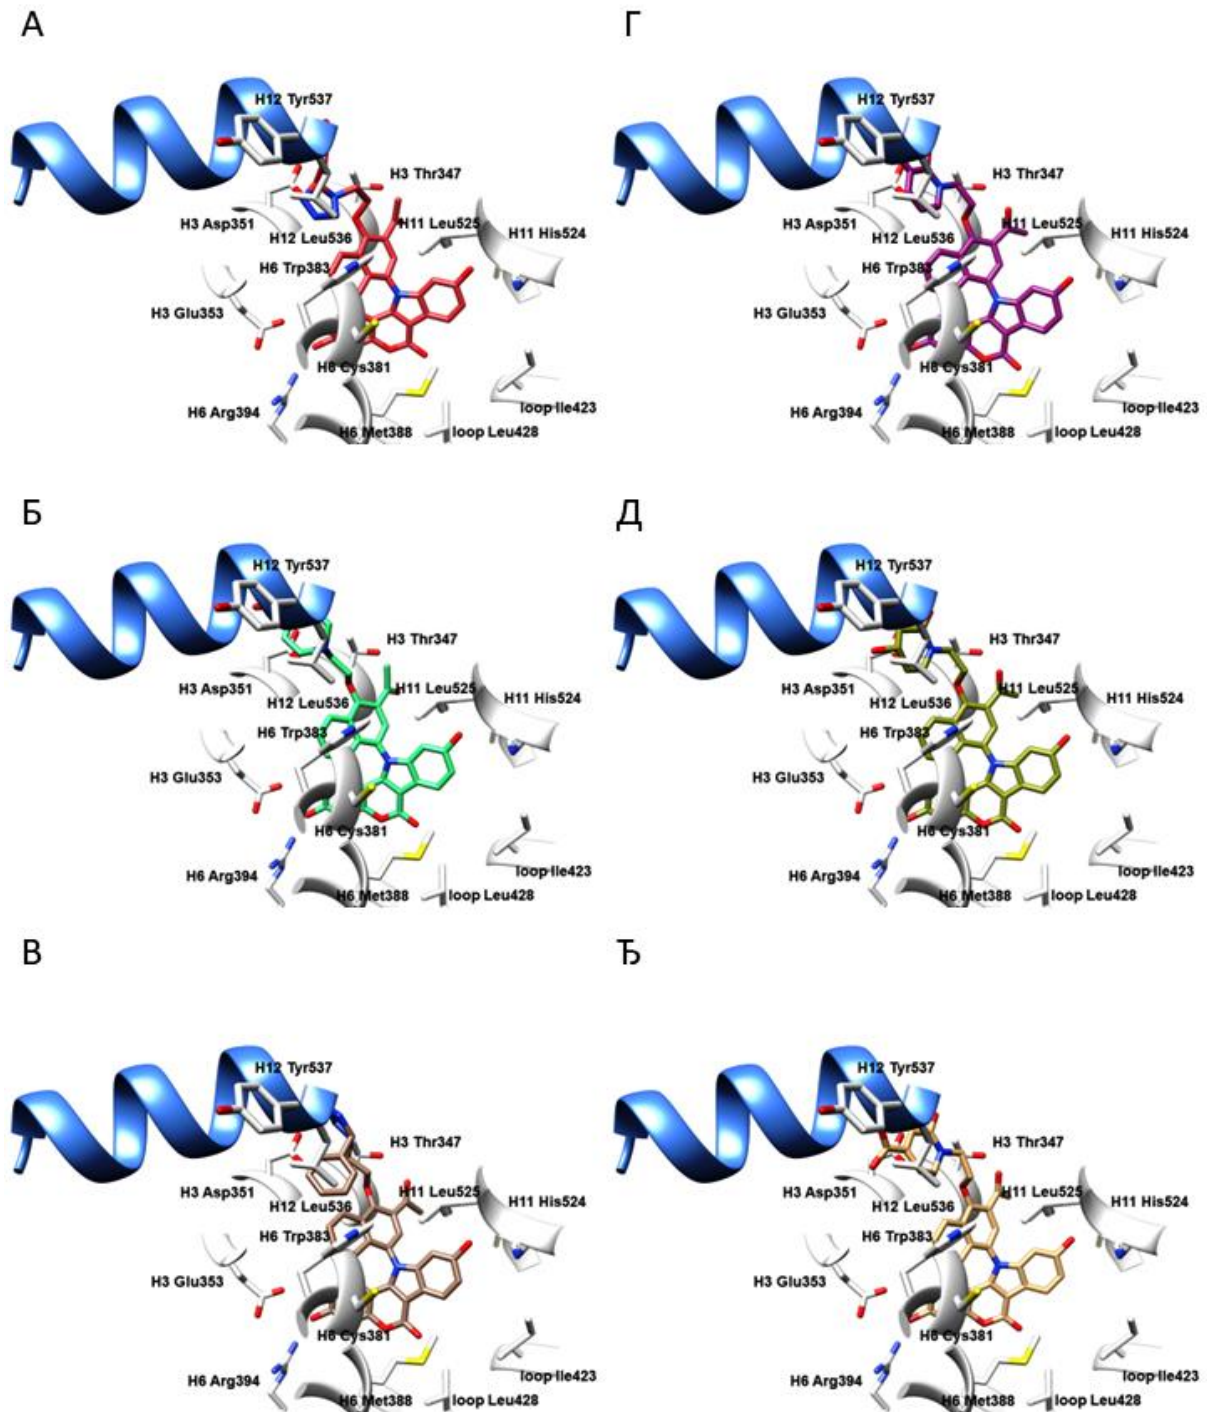 А
H12 Tyr537
H3 Thr347
H3 Asp351
H11 Leu525
H12 Leu536
H11 His524
H6 Trp383
H3 Glu353
H6 Cys381
H6 Arg394
loop Ile423
H6 Met388
loop Leu428
Г
H12 Tyr537
H3 Thr347
H3 Asp351
H11 Leu525
H12 Leu536
H11 His524
H6 Trp383
H3 Glu353
H6 Cys381
H6 Arg394
loop Ile423
H6 Met388
loop Leu428
Б
H12 Tyr537
H3 Thr347
H3 Asp351
H11 Leu525
H12 Leu536
H11 His524
H6 Trp383
H3 Glu353
H6 Cys381
H6 Arg394
loop Ile423
H6 Met388
loop Leu428
Д
H12 Tyr537
H3 Thr347
H3 Asp351
H11 Leu525
H12 Leu536
H11 His524
H6 Trp383
H3 Glu353
H6 Cys381
H6 Arg394
loop Ile423
H6 Met388
loop Leu428
В
H12 Tyr537
H3 Thr347
H3 Asp351
H11 Leu525
H12 Leu536
H11 His524
H6 Trp383
H3 Glu353
H6 Cys381
H6 Arg394
loop Ile423
H6 Met388
loop Leu428
Ђ
H12 Tyr537
H3 Thr347
H3 Asp351
H11 Leu525
H12 Leu536
H11 His524
H6 Trp383
H3 Glu353
H6 Cys381
H6 Arg394
loop Ile423
H6 Met388
loop Leu428